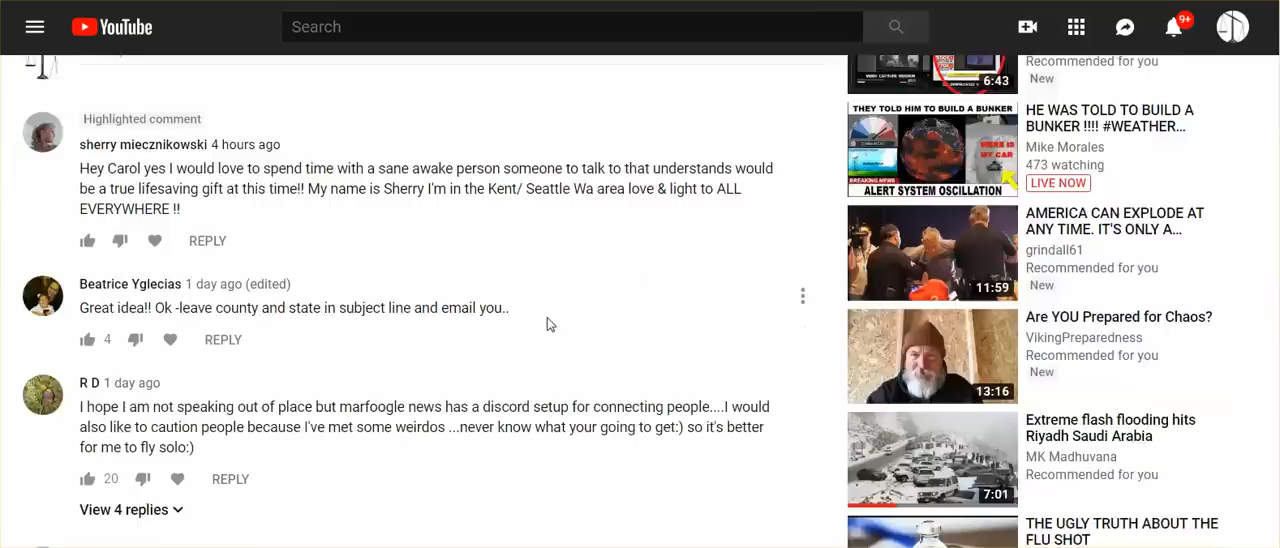 YouTube
Search
9+
Highlighted comment
sherry miecznikowski 4 hours ago
Hey Carol yes I would love to spend time with a sane awake person someone to talk to that understands would
be a true lifesaving gift at this time!! My name is Sherry I'm in the Kent/ Seattle Wa area love & light to ALL
EVERYWHERE !!
REPLY
Beatrice Yglecias 1 day ago (edited)
Great idea!! Ok -leave county and state in subject line and email you..
4 REPLY
R D 1 day ago
I hope I am not speaking out of place but marfoogle news has a discord setup for connecting people....I would
also like to caution people because I've met some weirdos ...never know what your going to get:) so it's better
for me to fly solo:)
20 REPLY
View 4 replies
VIDEO CAPTURE VERSION
6:43
Recommended for you
New
THEY TOLD HIM TO BUILD A BUNKER
WHERE IS
MY CAR
BREAKING NEWS
ALERT SYSTEM OSCILLATION
HE WAS TOLD TO BUILD A
BUNKER !!!! #WEATHER…
Mike Morales
473 watching
LIVE NOW
11:59
AMERICA CAN EXPLODE AT
ANY TIME. IT'S ONLY A…
grindall61
Recommended for you
New
13:16
Are YOU Prepared for Chaos?
VikingPreparedness
Recommended for you
New
7:01
Extreme flash flooding hits
Riyadh Saudi Arabia
MK Madhuvana
Recommended for you
THE UGLY TRUTH ABOUT THE
FLU SHOT